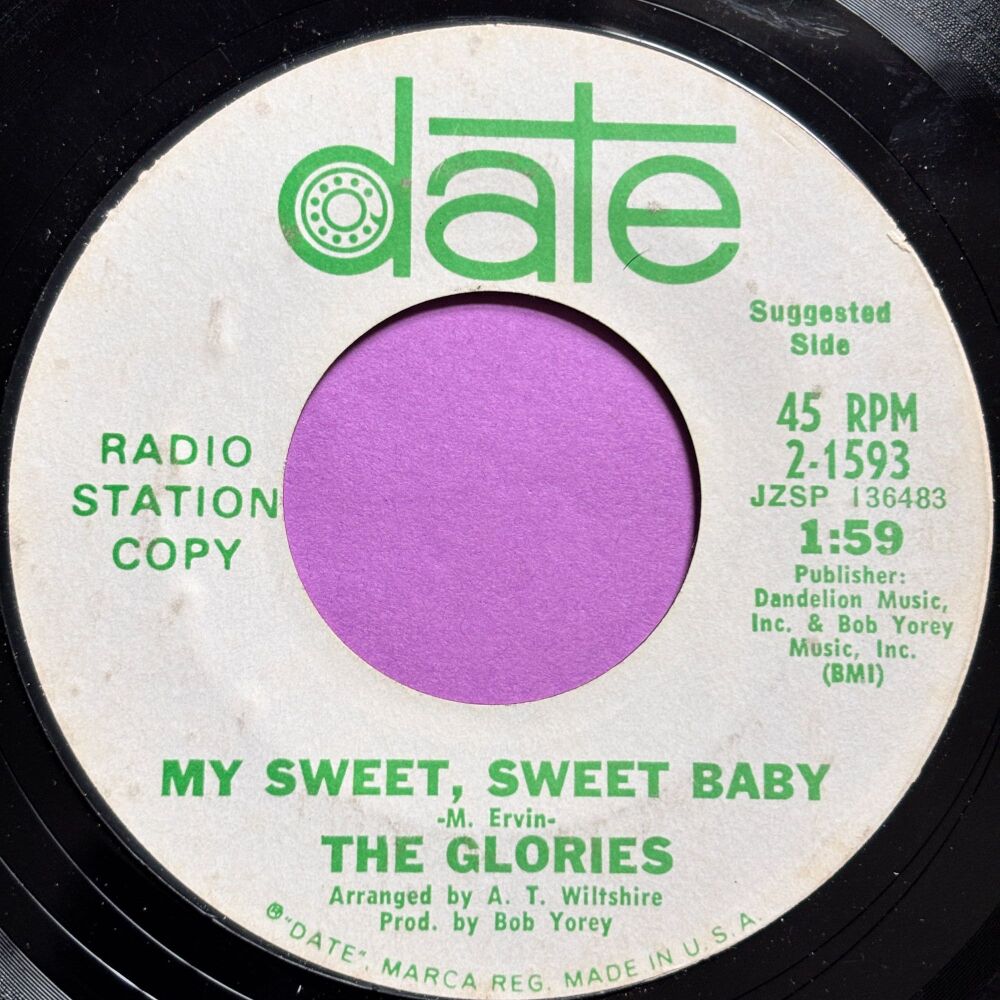 date
Suggested
Side
45 RPM
2-1593
JZSP 136483
1:59
Publisher:
Dandelion Music,
Inc. & Bob Yorey
Music, Inc.
(BMI)
RADIO
STATION
COPY
MY SWEET, SWEET BABY
-M. Ervin-
THE GLORIES
Arranged by A. T. Wiltshire
Prod. by Bob Yorey
® "DATE", MARCA REG. MADE IN U.S.A.